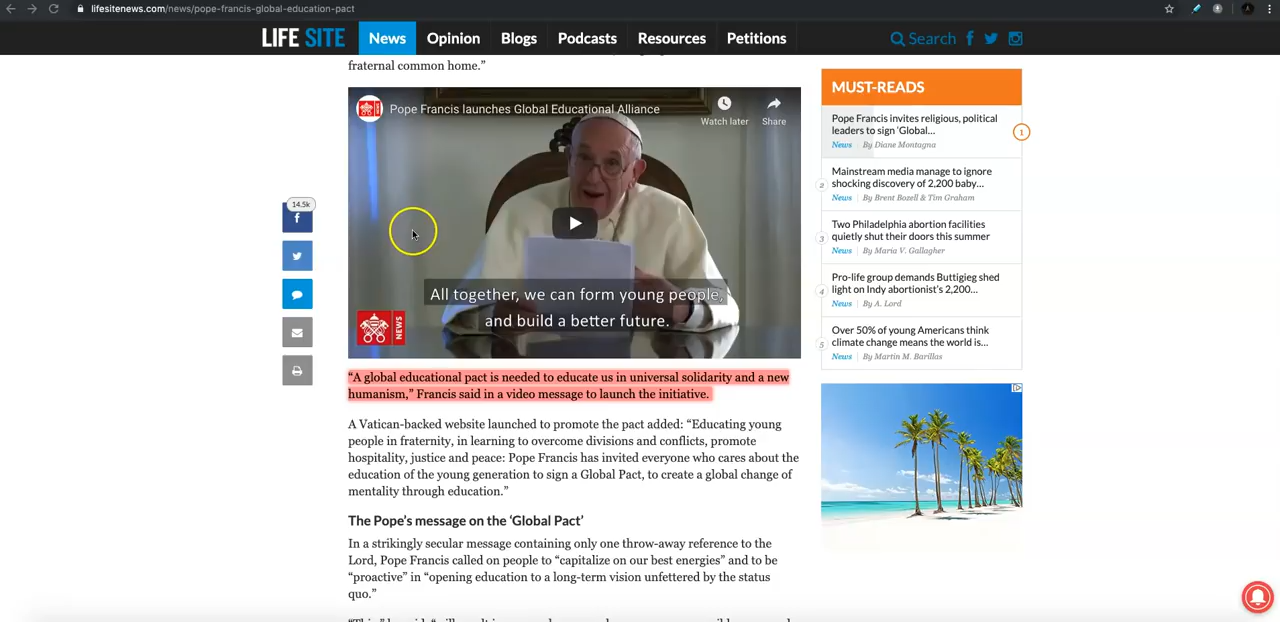 lifesitenews.com/news/pope-francis-global-education-pact
LIFE SITE
News
Opinion
Blogs
Podcasts
Resources
Petitions
Search
fraternal common home.”
Pope Francis launches Global Educational Alliance
Watch later
Share
All together, we can form young people,
and build a better future.
NEWS
14.5k
“A global educational pact is needed to educate us in universal solidarity and a new
humanism,” Francis said in a video message to launch the initiative.
A Vatican-backed website launched to promote the pact added: “Educating young
people in fraternity, in learning to overcome divisions and conflicts, promote
hospitality, justice and peace: Pope Francis has invited everyone who cares about the
education of the young generation to sign a Global Pact, to create a global change of
mentality through education.”
The Pope’s message on the ‘Global Pact’
In a strikingly secular message containing only one throw-away reference to the
Lord, Pope Francis called on people to “capitalize on our best energies” and to be
“proactive” in “opening education to a long-term vision unfettered by the status
quo.”
MUST-READS
Pope Francis invites religious, political
leaders to sign ‘Global...
News | By Diane Montagna
1
Mainstream media manage to ignore
shocking discovery of 2,200 baby...
News | By Brent Bozell & Tim Graham
2
Two Philadelphia abortion facilities
quietly shut their doors this summer
News | By Maria V. Gallagher
3
Pro-life group demands Buttigieg shed
light on Indy abortionist’s 2,200...
News | By A. Lord
4
Over 50% of young Americans think
climate change means the world is...
News | By Martin M. Barillas
5